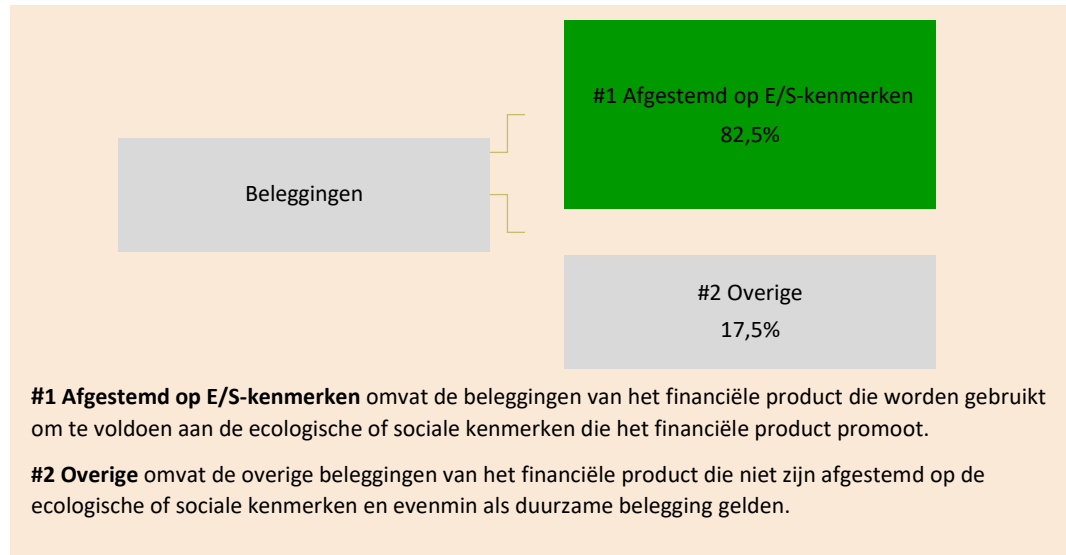 #1 Afgestemd op E/S-kenmerken
82,5%
Beleggingen
#2 Overige
17,5%
#1 Afgestemd op E/S-kenmerken omvat de beleggingen van het financiële product die worden gebruikt
om te voldoen aan de ecologische of sociale kenmerken die het financiële product promoot.
#2 Overige omvat de overige beleggingen van het financiële product die niet zijn afgestemd op de
ecologische of sociale kenmerken en evenmin als duurzame belegging gelden.